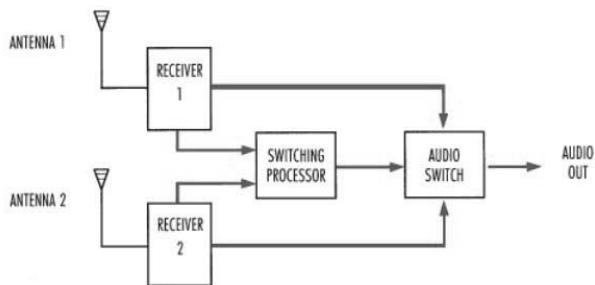 ANTENNA 1
RECEIVER
1
SWITCHING
PROCESSOR
AUDIO
SWITCH
AUDIO
OUT
ANTENNA 2
RECEIVER
2